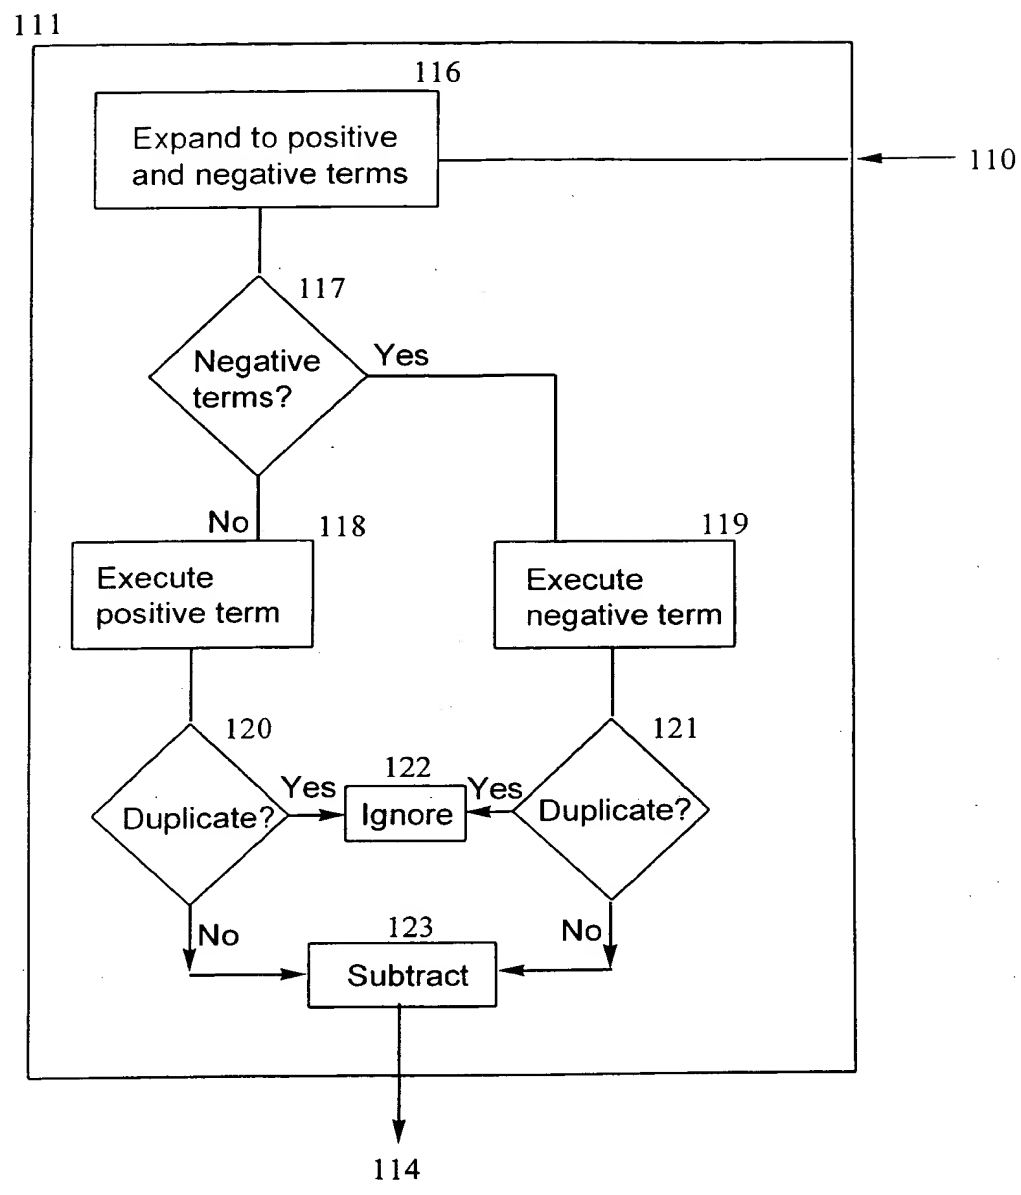 111
116
Expand to positive
and negative terms
110
117
Negative
terms?
Yes
No
118
119
Execute
positive term
Execute
negative term
120
121
Duplicate?
Yes
122
Ignore
Yes
Duplicate?
No
123
No
Subtract
114